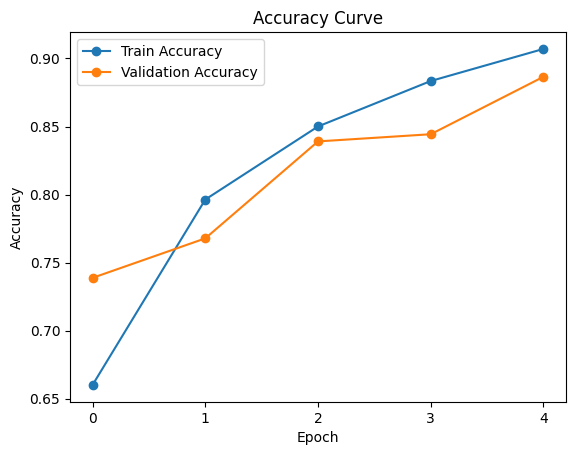 Accuracy Curve
Train Accuracy
Validation Accuracy
0.90
0.85
0.80
0.75
0.70
0.65
Accuracy
0 1 2 3 4
Epoch